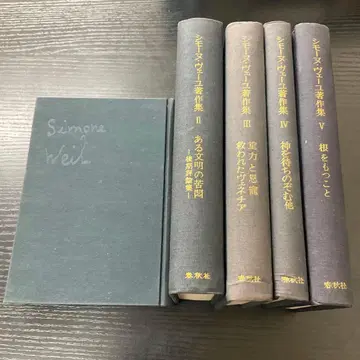 Simone
Weil
シモーヌ・ヴェーユ著作集 II
ある文明の苦悶
—後期評論集—
春秋社
シモーヌ・ヴェーユ著作集 III
重力と恩寵
救われたヴェネチア
春秋社
シモーヌ・ヴェーユ著作集 IV
神を待ちのぞむ他
春秋社
シモーヌ・ヴェーユ著作集 V
根をもつこと
春秋社